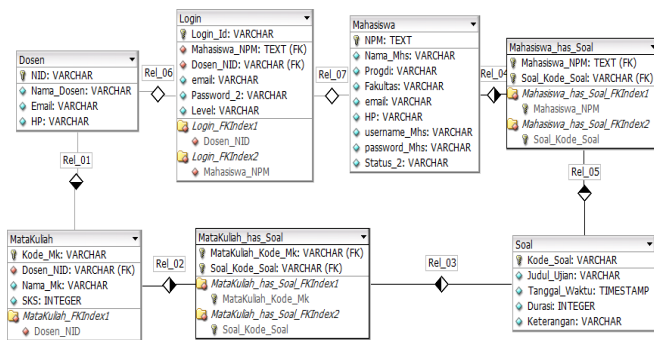 Dosen
NID: VARCHAR
Nama_Dosen: VARCHAR
Email: VARCHAR
HP: VARCHAR
Rel_06
Login
Login_Id: VARCHAR
Mahasiswa_NPM: TEXT (FK)
Dosen_NID: VARCHAR (FK)
email: VARCHAR
Password_2: VARCHAR
Level: VARCHAR
Login_FKIndex1
Dosen_NID
Login_FKIndex2
Mahasiswa_NPM
Rel_07
Mahasiswa
NPM: TEXT
Nama_Mhs: VARCHAR
Progdi: VARCHAR
Fakultas: VARCHAR
email: VARCHAR
HP: VARCHAR
username_Mhs: VARCHAR
password_Mhs: VARCHAR
Status_2: VARCHAR
Rel_04
Mahasiswa_has_Soal
Mahasiswa_NPM: TEXT (FK)
Soal_Kode_Soal: VARCHAR (FK)
Mahasiswa_has_Soal_FKIndex1
Mahasiswa_NPM
Mahasiswa_has_Soal_FKIndex2
Soal_Kode_Soal
Rel_01
Rel_05
MataKuliah
Kode_Mk: VARCHAR
Dosen_NID: VARCHAR (FK)
Nama_Mk: VARCHAR
SKS: INTEGER
MataKuliah_FKIndex1
Dosen_NID
Rel_02
MataKuliah_has_Soal
MataKuliah_Kode_Mk: VARCHAR (FK)
Soal_Kode_Soal: VARCHAR (FK)
MataKuliah_has_Soal_FKIndex1
MataKuliah_Kode_Mk
MataKuliah_has_Soal_FKIndex2
Soal_Kode_Soal
Rel_03
Soal
Kode_Soal: VARCHAR
Judul_Ujian: VARCHAR
Tanggal_Waktu: TIMESTAMP
Durasi: INTEGER
Keterangan: VARCHAR